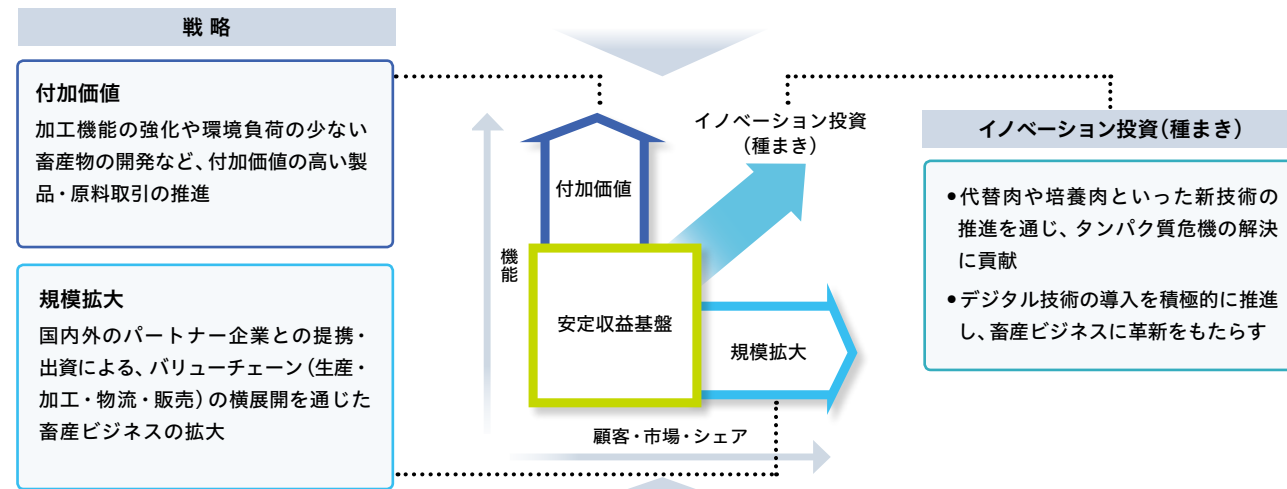 戦略
付加価値
加工機能の強化や環境負荷の少ない
畜産物の開発など、付加価値の高い製
品・原料取引の推進
規模拡大
国内外のパートナー企業との提携・
出資による、バリューチェーン(生産・
加工・物流・販売)の横展開を通じた
畜産ビジネスの拡大
機能
付加価値
イノベーション投資
(種まき)
安定収益基盤
規模拡大
顧客・市場・シェア
イノベーション投資(種まき)
•代替肉や培養肉といった新技術の
推進を通じ、タンパク質危機の解決
に貢献
•デジタル技術の導入を積極的に推進
し、畜産ビジネスに革新をもたらす